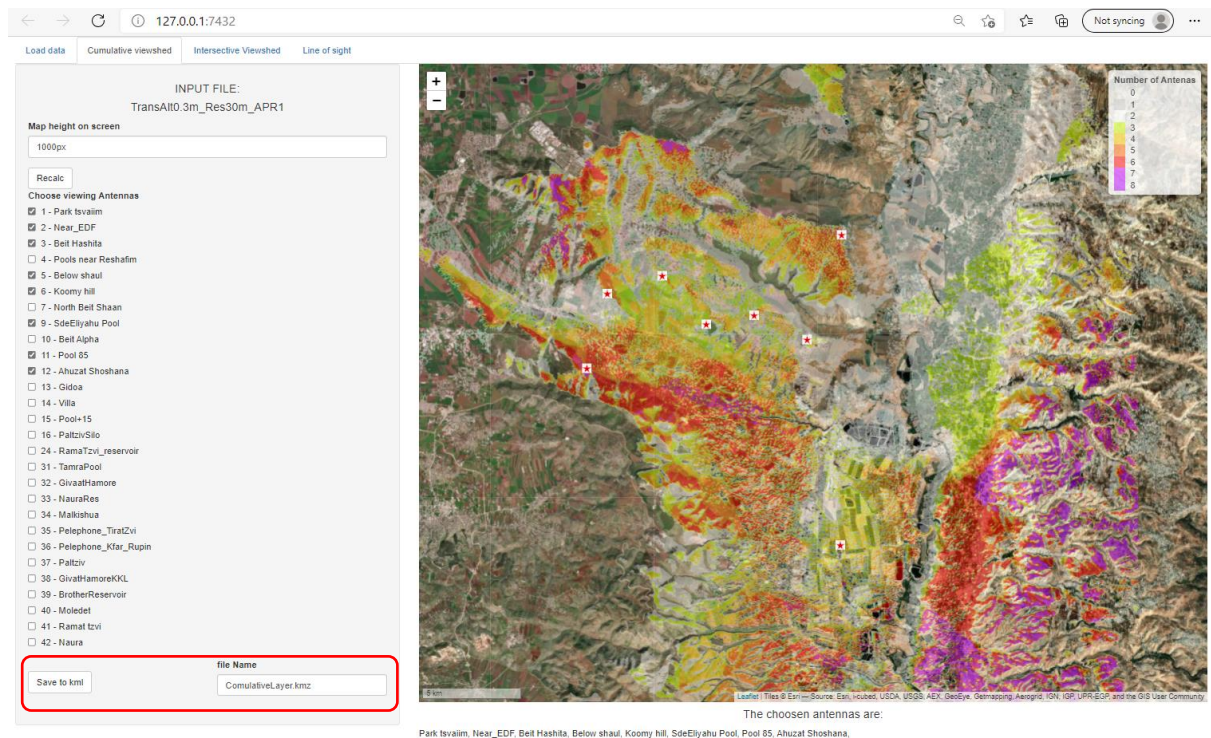 127.0.0.1:7432
Not syncing
Load data
Cumulative viewshed
Intersective Viewshed
Line of sight
INPUT FILE:
TransAlt0.3m_Res30m_APR1
Map height on screen
1000px
Recalc
Choose viewing Antennas
1 - Park tsvaiim
2 - Near_EDF
3 - Beit Hashita
4 - Pools near Reshafim
5 - Below shaul
6 - Koomy hill
7 - North Beit Shaan
9 - SdeEliyahu Pool
10 - Beit Alpha
11 - Pool 85
12 - Ahuzat Shoshana
13 - Gidoa
14 - Villa
15 - Pool+15
16 - PaltzivSilo
24 - RamaTzvi_reservoir
31 - TamraPool
32 - GivaatHamore
33 - NauraRes
34 - Malkishua
35 - Pelephone_TiratZvi
36 - Pelephone_Kfar_Rupin
37 - Paltziv
38 - GivatHamoreKKL
39 - BrotherReservoir
40 - Moledet
41 - Ramat tzvi
42 - Naura
file Name
Save to kml
ComulativeLayer.kmz
+
−
Number of Antenas
0
1
2
3
4
5
6
7
8
5 km
Leaflet | Tiles © Esri — Source: Esri, i-cubed, USDA, USGS, AEX, GeoEye, Getmapping, Aerogrid, IGN, IGP, UPR-EGP, and the GIS User Community
The choosen antennas are:
Park tsvaiim, Near_EDF, Beit Hashita, Below shaul, Koomy hill, SdeEliyahu Pool, Pool 85, Ahuzat Shoshana,